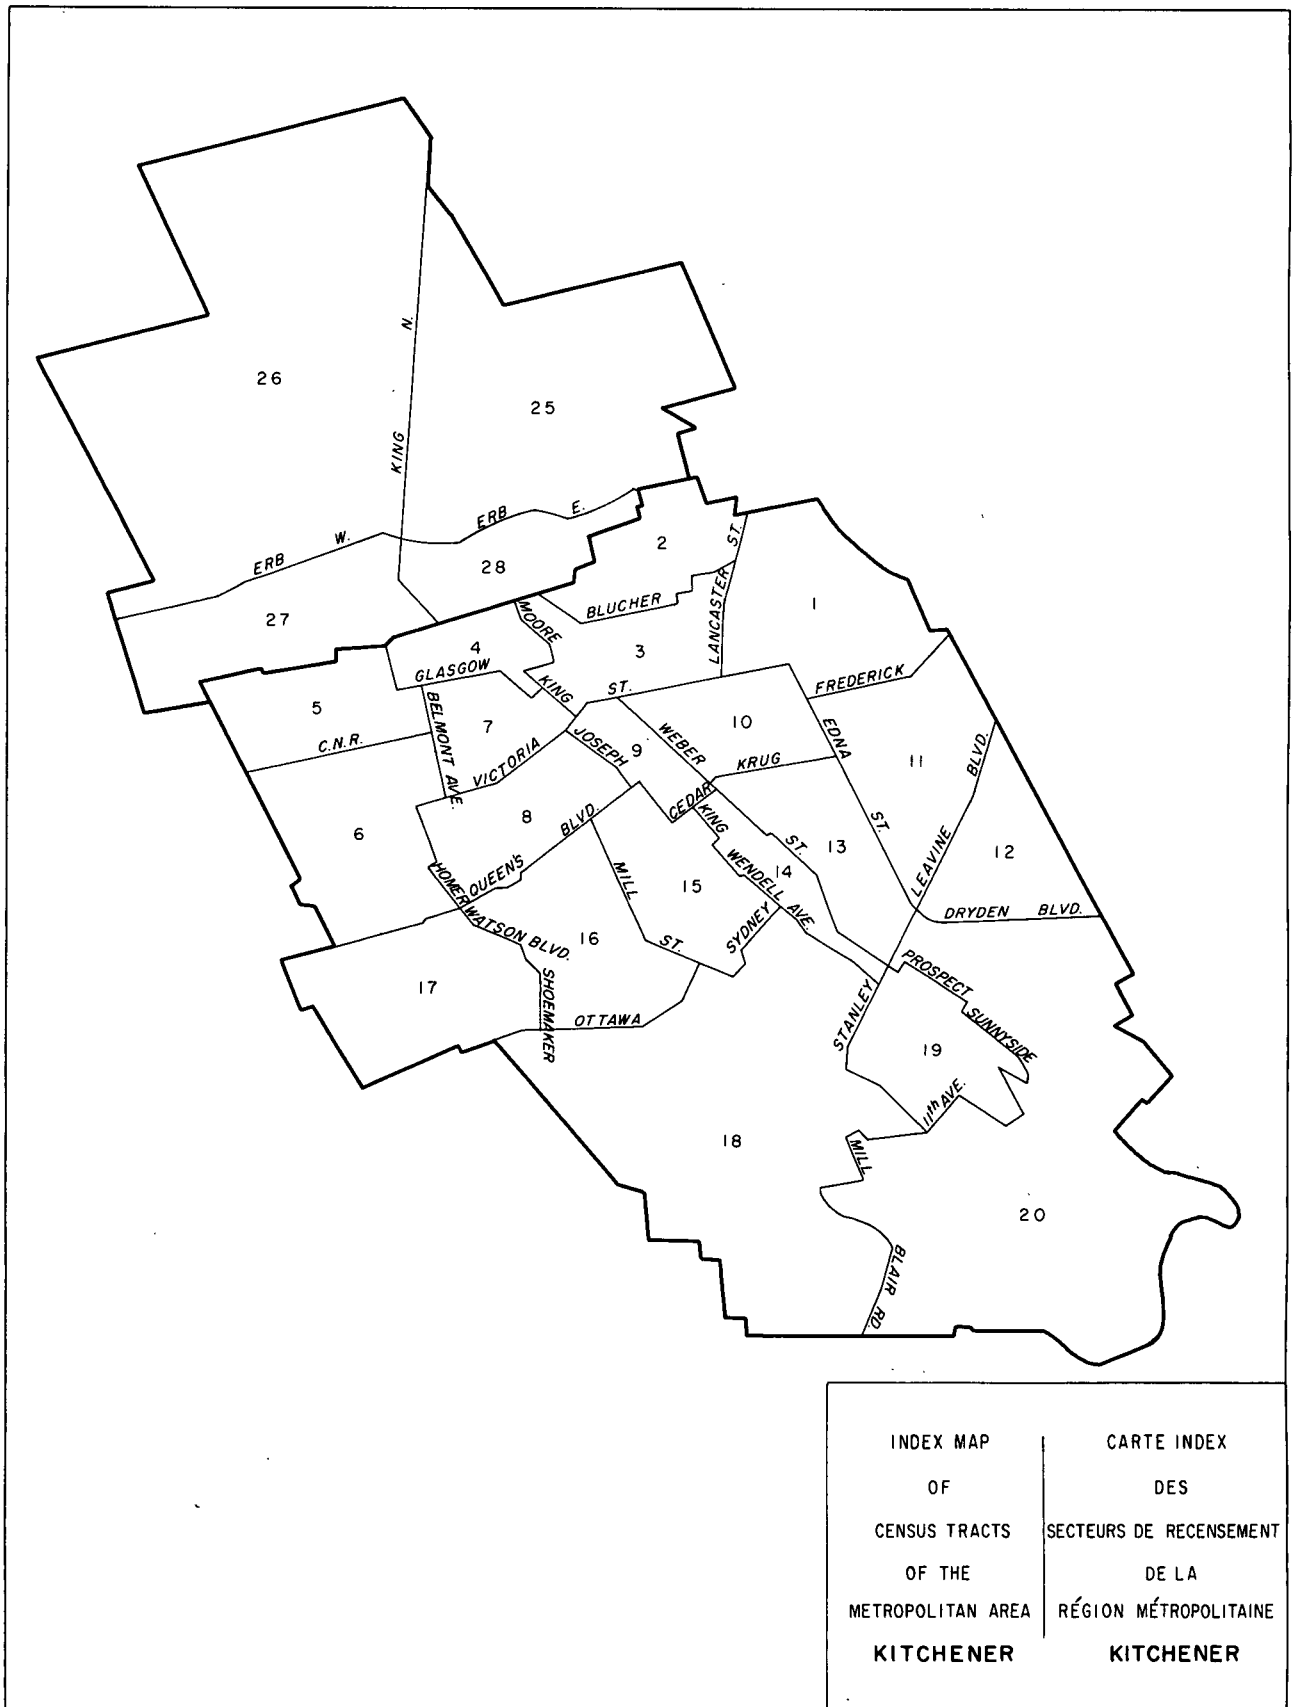 N.
26
25
KING
ERB E.
ERB W.
28
2
ST.
27
MOORE
BLUCHER
LANCASTER
1
4
3
GLASGOW
FREDERICK
KING
ST.
5
BELMONT AVE.
7
C.N.R.
VICTORIA
JOSEPH
9
WEBER
10
EDNA
KRUG
11
BLVD.
6
8
BLVD.
CEDAR
KING
ST.
13
ST.
LEAVINE
12
QUEEN'S
HOMER WATSON BLVD.
MILL
15
WENDELL AVE.
14
DRYDEN BLVD.
16
ST.
SYDNEY
17
SHOEMAKER
OTTAWA
STANLEY
PROSPECT
SUNNYSIDE
19
11th AVE.
18
MILL
20
BLAIR RD.
INDEX MAP
OF
CENSUS TRACTS
OF THE
METROPOLITAN AREA
KITCHENER
CARTE INDEX
DES
SECTEURS DE RECENSEMENT
DE LA
RÉGION MÉTROPOLITAINE
KITCHENER